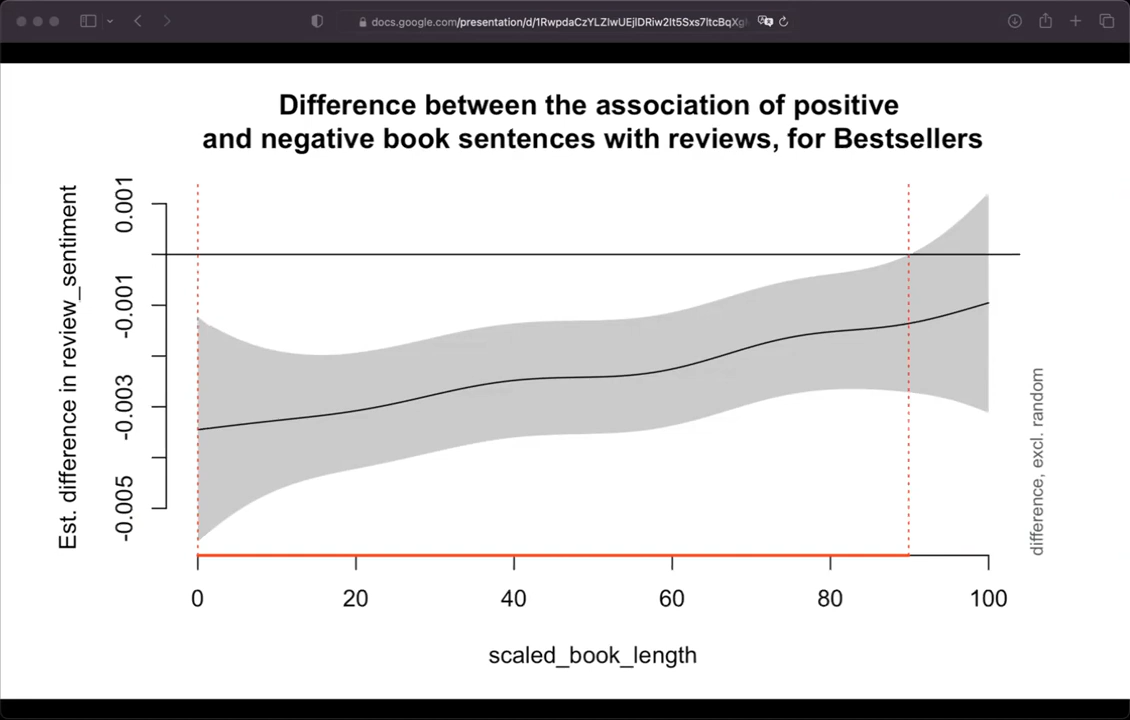 docs.google.com/presentation/d/
Difference between the association of positive
and negative book sentences with reviews, for Bestsellers
Est. difference in review_sentiment
0.001
-0.001
-0.003
-0.005
difference, excl. random
0 20 40 60 80 100
scaled_book_length